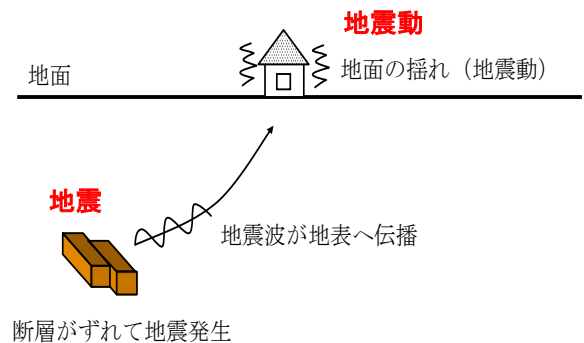 地震動
地面の揺れ（地震動）
地面
地震
地震波が地表へ伝播
断層がずれて地震発生